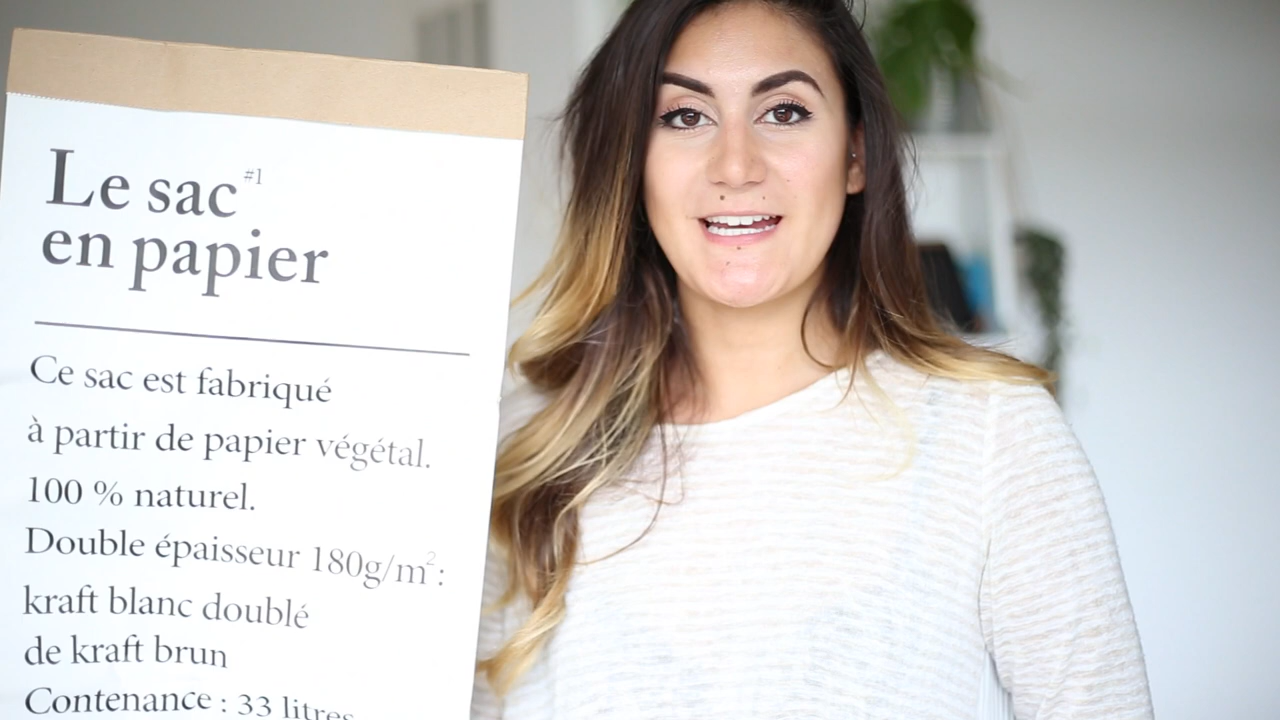 Le sac #1
en papier
Ce sac est fabriqué
à partir de papier végétal.
100 % naturel.
Double épaisseur 180g/m²:
kraft blanc doublé
de kraft brun
Contenance : 33 litres